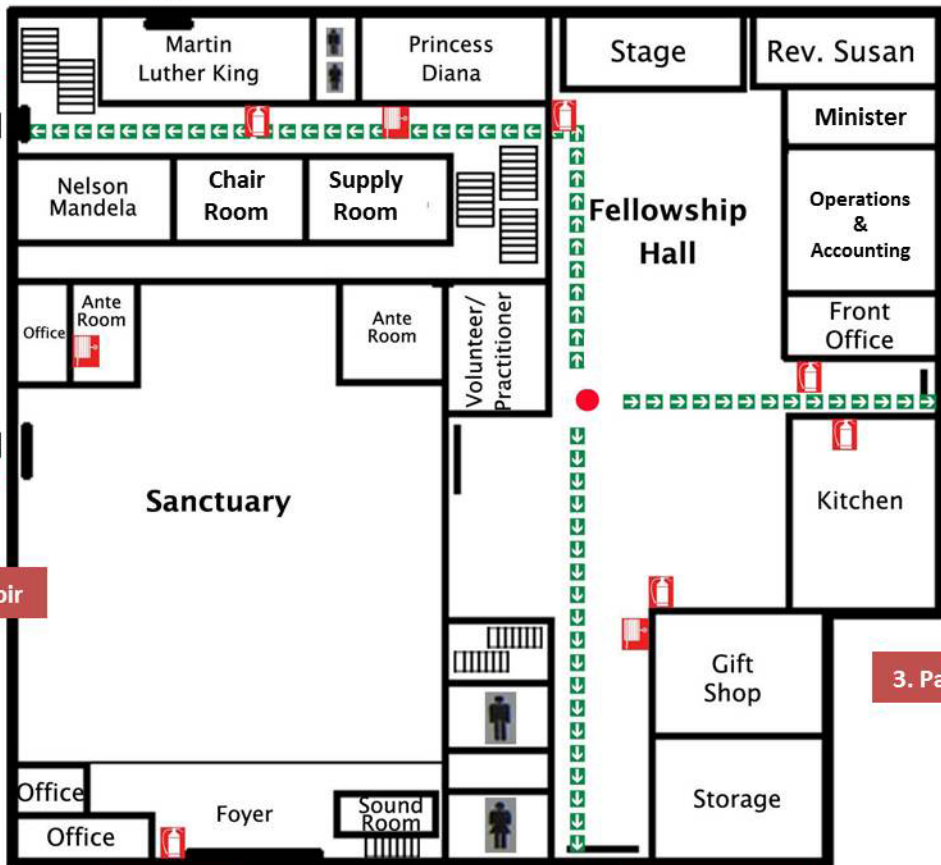 Martin
Luther King
Princess
Diana
Stage
Rev. Susan
Minister
Nelson
Mandela
Chair
Room
Supply
Room
Fellowship
Hall
Operations
&
Accounting
Front
Office
Office
Ante
Room
Ante
Room
Volunteer/
Practitioner
Sanctuary
Kitchen
Gift
Shop
3.
Storage
Office
Office
Foyer
Sound
Room